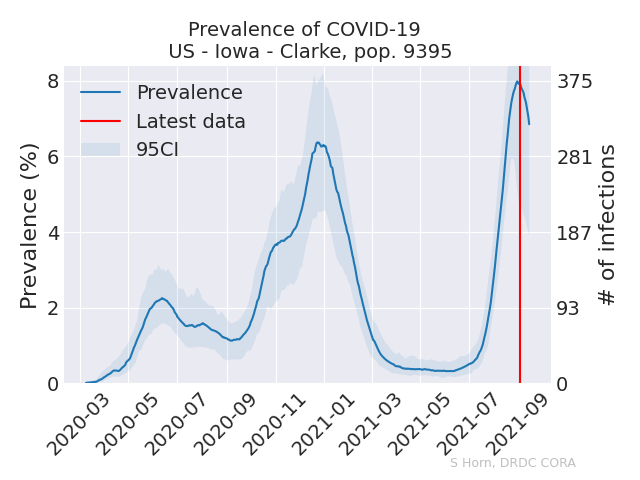 Prevalence of COVID-19
US - Iowa - Clarke, pop. 9395
Prevalence
Latest data
95CI
Prevalence (%)
8
6
4
2
0
375
281
187
93
0
# of infections
2020-03
2020-05
2020-07
2020-09
2020-11
2021-01
2021-03
2021-05
2021-07
2021-09
S Horn, DRDC CORA